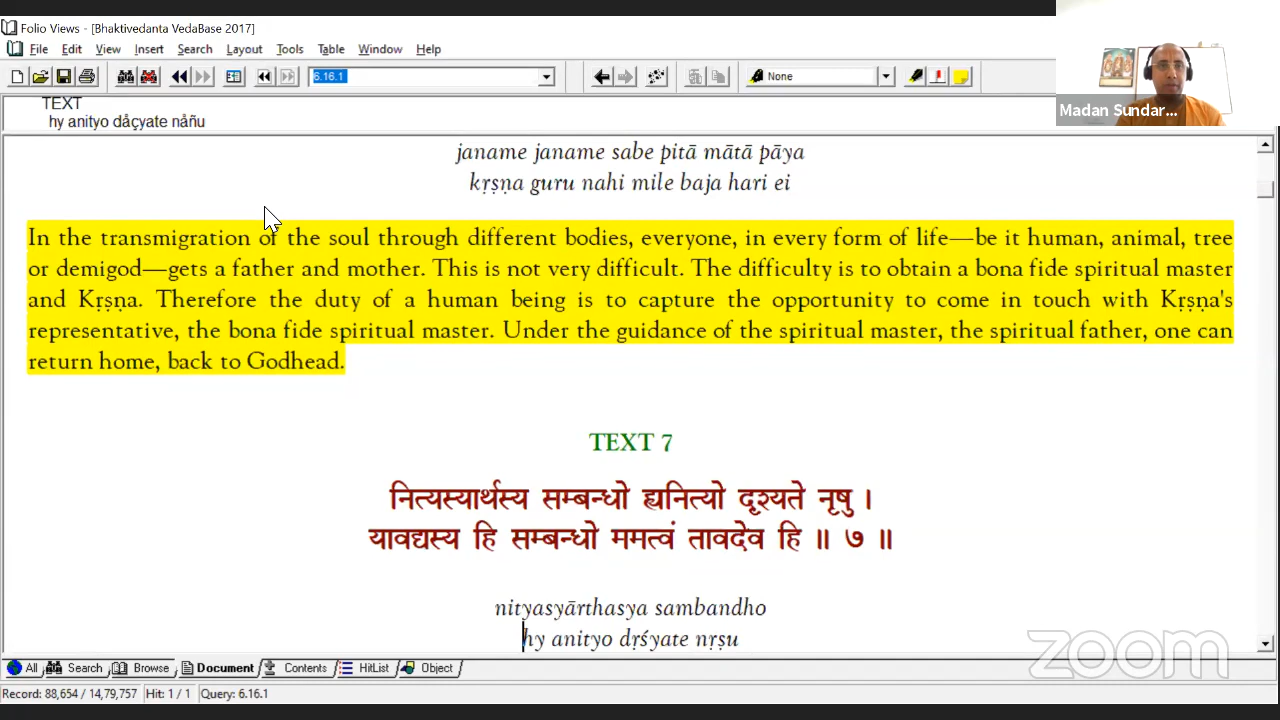 Folio Views - [Bhaktivedanta VedaBase 2017]
File Edit View Insert Search Layout Tools Table Window Help
6.16.1 None
Madan Sundar...
TEXT
hy anityo dåçyate nåñu
janame janame sabe pitā mātā pāya
kṛṣṇa guru nahi mile baja hari ei
In the transmigration of the soul through different bodies, everyone, in every form of life—be it human, animal, tree
or demigod—gets a father and mother. This is not very difficult. The difficulty is to obtain a bona fide spiritual master
and Kṛṣṇa. Therefore the duty of a human being is to capture the opportunity to come in touch with Kṛṣṇa's
representative, the bona fide spiritual master. Under the guidance of the spiritual master, the spiritual father, one can
return home, back to Godhead.
TEXT 7
नित्यस्यार्थस्य सम्बन्धो ह्यनित्यो दृश्यते नृषु ।
यावद्यस्य हि सम्बन्धो ममत्वं तावदेव हि ॥ ७ ॥
nityasyārthasya sambandho
hy anityo dṛśyate nṛṣu
zoom
All Search Browse Document Contents HitList Object
Record: 88,654 / 14,79,757 Hit: 1 / 1 Query: 6.16.1